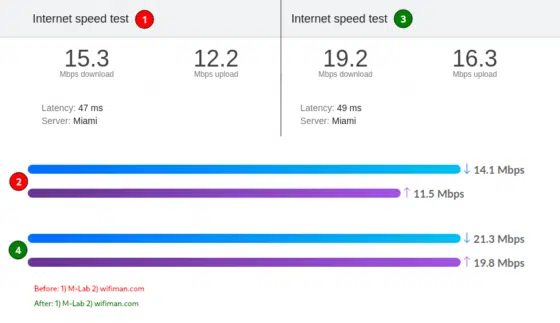 Internet speed test 1
15.3 12.2
Mbps download Mbps upload
Latency: 47 ms
Server: Miami
Internet speed test 3
19.2 16.3
Mbps download Mbps upload
Latency: 49 ms
Server: Miami
2
↓ 14.1 Mbps
↑ 11.5 Mbps
4
↓ 21.3 Mbps
↑ 19.8 Mbps
Before: 1) M-Lab 2) wifiman.com
After: 1) M-Lab 2) wifiman.com